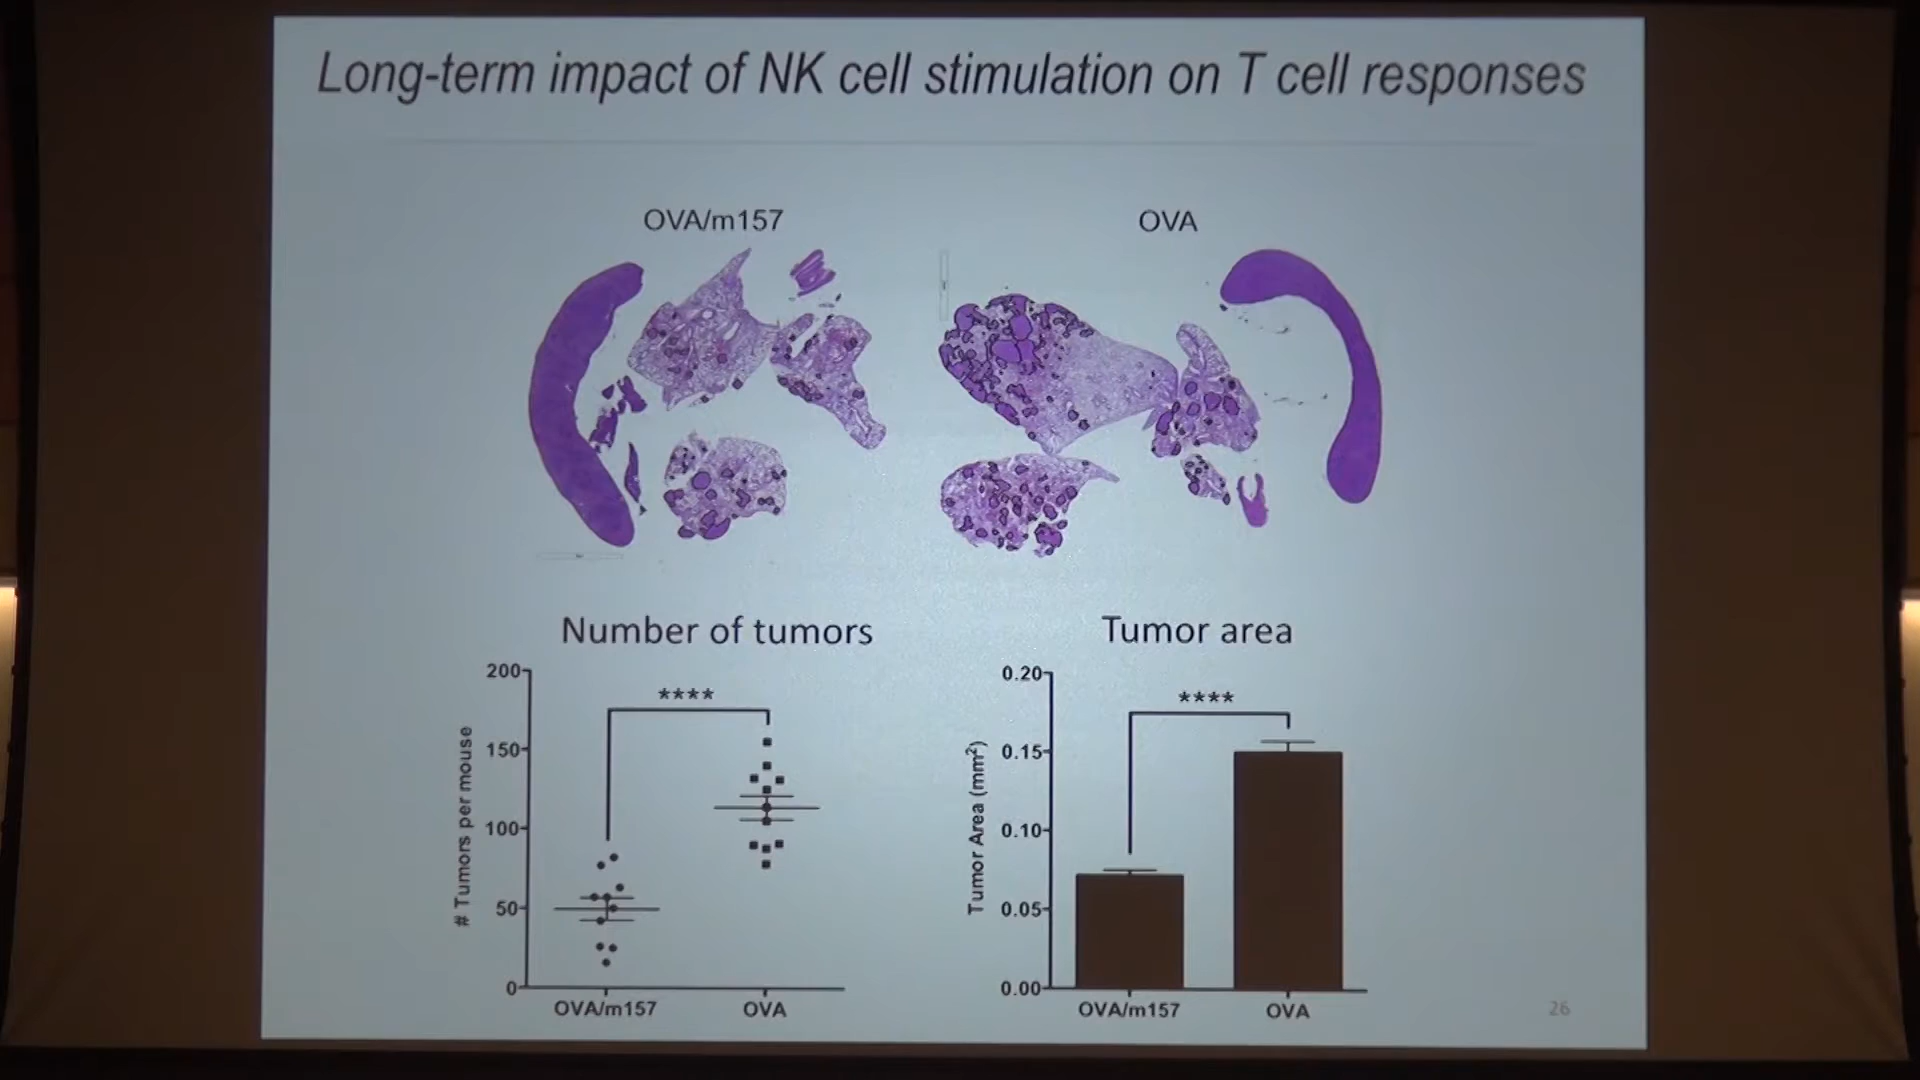 Long-term impact of NK cell stimulation on T cell responses
OVA/m157
OVA
Number of tumors
# Tumors per mouse
200
150
100
50
0
****
OVA/m157
OVA
Tumor area
Tumor Area (mm²)
0.20
0.15
0.10
0.05
0.00
****
OVA/m157
OVA
26